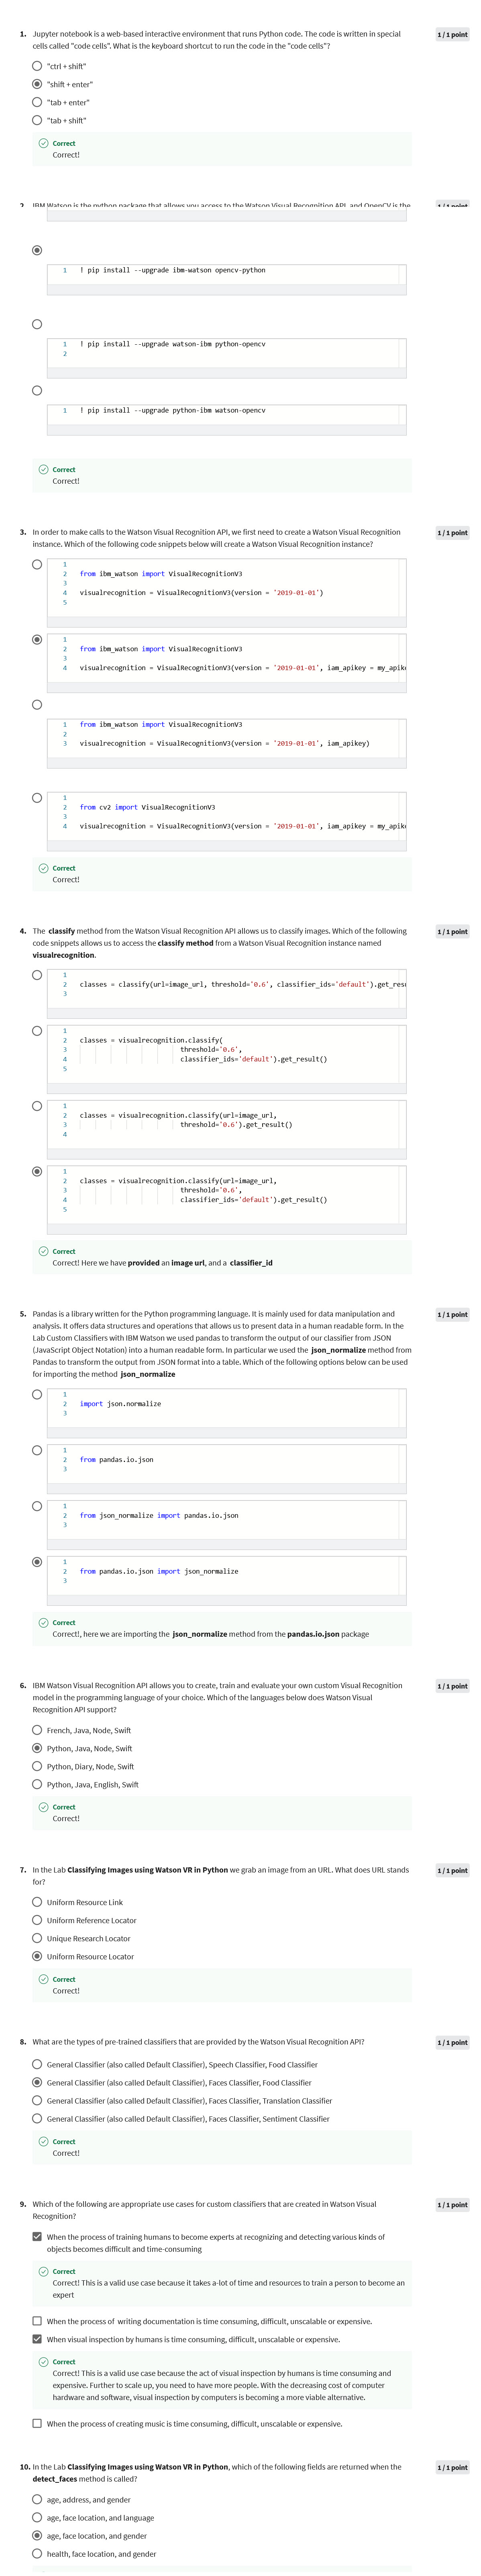 1. Jupyter notebook is a web-based interactive environment that runs Python code. The code is written in special
cells called "code cells". What is the keyboard shortcut to run the code in the "code cells"?
1 / 1 point
"ctrl + shift"
"shift + enter"
"tab + enter"
"tab + shift"
Correct
Correct!
2. IBM Watson is the python package that allows you access to the Watson Visual Recognition API, and OpenCV is the
1 / 1 point
1 ! pip install --upgrade ibm-watson opencv-python
1 ! pip install --upgrade watson-ibm python-opencv
2
1 ! pip install --upgrade python-ibm watson-opencv
Correct
Correct!
3. In order to make calls to the Watson Visual Recognition API, we first need to create a Watson Visual Recognition
instance. Which of the following code snippets below will create a Watson Visual Recognition instance?
1 / 1 point
1
2 from ibm_watson import VisualRecognitionV3
3
4 visualrecognition = VisualRecognitionV3(version = '2019-01-01')
5
1
2 from ibm_watson import VisualRecognitionV3
3
4 visualrecognition = VisualRecognitionV3(version = '2019-01-01', iam_apikey = my_apike
1 from ibm_watson import VisualRecognitionV3
2
3 visualrecognition = VisualRecognitionV3(version = '2019-01-01', iam_apikey)
1
2 from cv2 import VisualRecognitionV3
3
4 visualrecognition = VisualRecognitionV3(version = '2019-01-01', iam_apikey = my_apike
Correct
Correct!
4. The classify method from the Watson Visual Recognition API allows us to classify images. Which of the following
code snippets allows us to access the classify method from a Watson Visual Recognition instance named
visualrecognition.
1 / 1 point
1
2 classes = classify(url=image_url, threshold='0.6', classifier_ids='default').get_resu
3
1
2 classes = visualrecognition.classify(
3 threshold='0.6',
4 classifier_ids='default').get_result()
5
1
2 classes = visualrecognition.classify(url=image_url,
3 threshold='0.6').get_result()
4
1
2 classes = visualrecognition.classify(url=image_url,
3 threshold='0.6',
4 classifier_ids='default').get_result()
5
Correct
Correct! Here we have provided an image url, and a classifier_id
5. Pandas is a library written for the Python programming language. It is mainly used for data manipulation and
analysis. It offers data structures and operations that allows us to present data in a human readable form. In the
Lab Custom Classifiers with IBM Watson we used pandas to transform the output of our classifier from JSON
(JavaScript Object Notation) into a human readable form. In particular we used the json_normalize method from
Pandas to transform the output from JSON format into a table. Which of the following options below can be used
for importing the method json_normalize
1 / 1 point
1
2 import json.normalize
3
1
2 from pandas.io.json
3
1
2 from json_normalize import pandas.io.json
3
1
2 from pandas.io.json import json_normalize
3
Correct
Correct!, here we are importing the json_normalize method from the pandas.io.json package
6. IBM Watson Visual Recognition API allows you to create, train and evaluate your own custom Visual Recognition
model in the programming language of your choice. Which of the languages below does Watson Visual
Recognition API support?
1 / 1 point
French, Java, Node, Swift
Python, Java, Node, Swift
Python, Diary, Node, Swift
Python, Java, English, Swift
Correct
Correct!
7. In the Lab Classifying Images using Watson VR in Python we grab an image from an URL. What does URL stands
for?
1 / 1 point
Uniform Resource Link
Uniform Reference Locator
Unique Research Locator
Uniform Resource Locator
Correct
Correct!
8. What are the types of pre-trained classifiers that are provided by the Watson Visual Recognition API?
1 / 1 point
General Classifier (also called Default Classifier), Speech Classifier, Food Classifier
General Classifier (also called Default Classifier), Faces Classifier, Food Classifier
General Classifier (also called Default Classifier), Faces Classifier, Translation Classifier
General Classifier (also called Default Classifier), Faces Classifier, Sentiment Classifier
Correct
Correct!
9. Which of the following are appropriate use cases for custom classifiers that are created in Watson Visual
Recognition?
1 / 1 point
When the process of training humans to become experts at recognizing and detecting various kinds of
objects becomes difficult and time-consuming
Correct
Correct! This is a valid use case because it takes a-lot of time and resources to train a person to become an
expert
When the process of writing documentation is time consuming, difficult, unscalable or expensive.
When visual inspection by humans is time consuming, difficult, unscalable or expensive.
Correct
Correct! This is a valid use case because the act of visual inspection by humans is time consuming and
expensive. Further to scale up, you need to have more people. With the decreasing cost of computer
hardware and software, visual inspection by computers is becoming a more viable alternative.
When the process of creating music is time consuming, difficult, unscalable or expensive.
10. In the Lab Classifying Images using Watson VR in Python, which of the following fields are returned when the
detect_faces method is called?
1 / 1 point
age, address, and gender
age, face location, and language
age, face location, and gender
health, face location, and gender